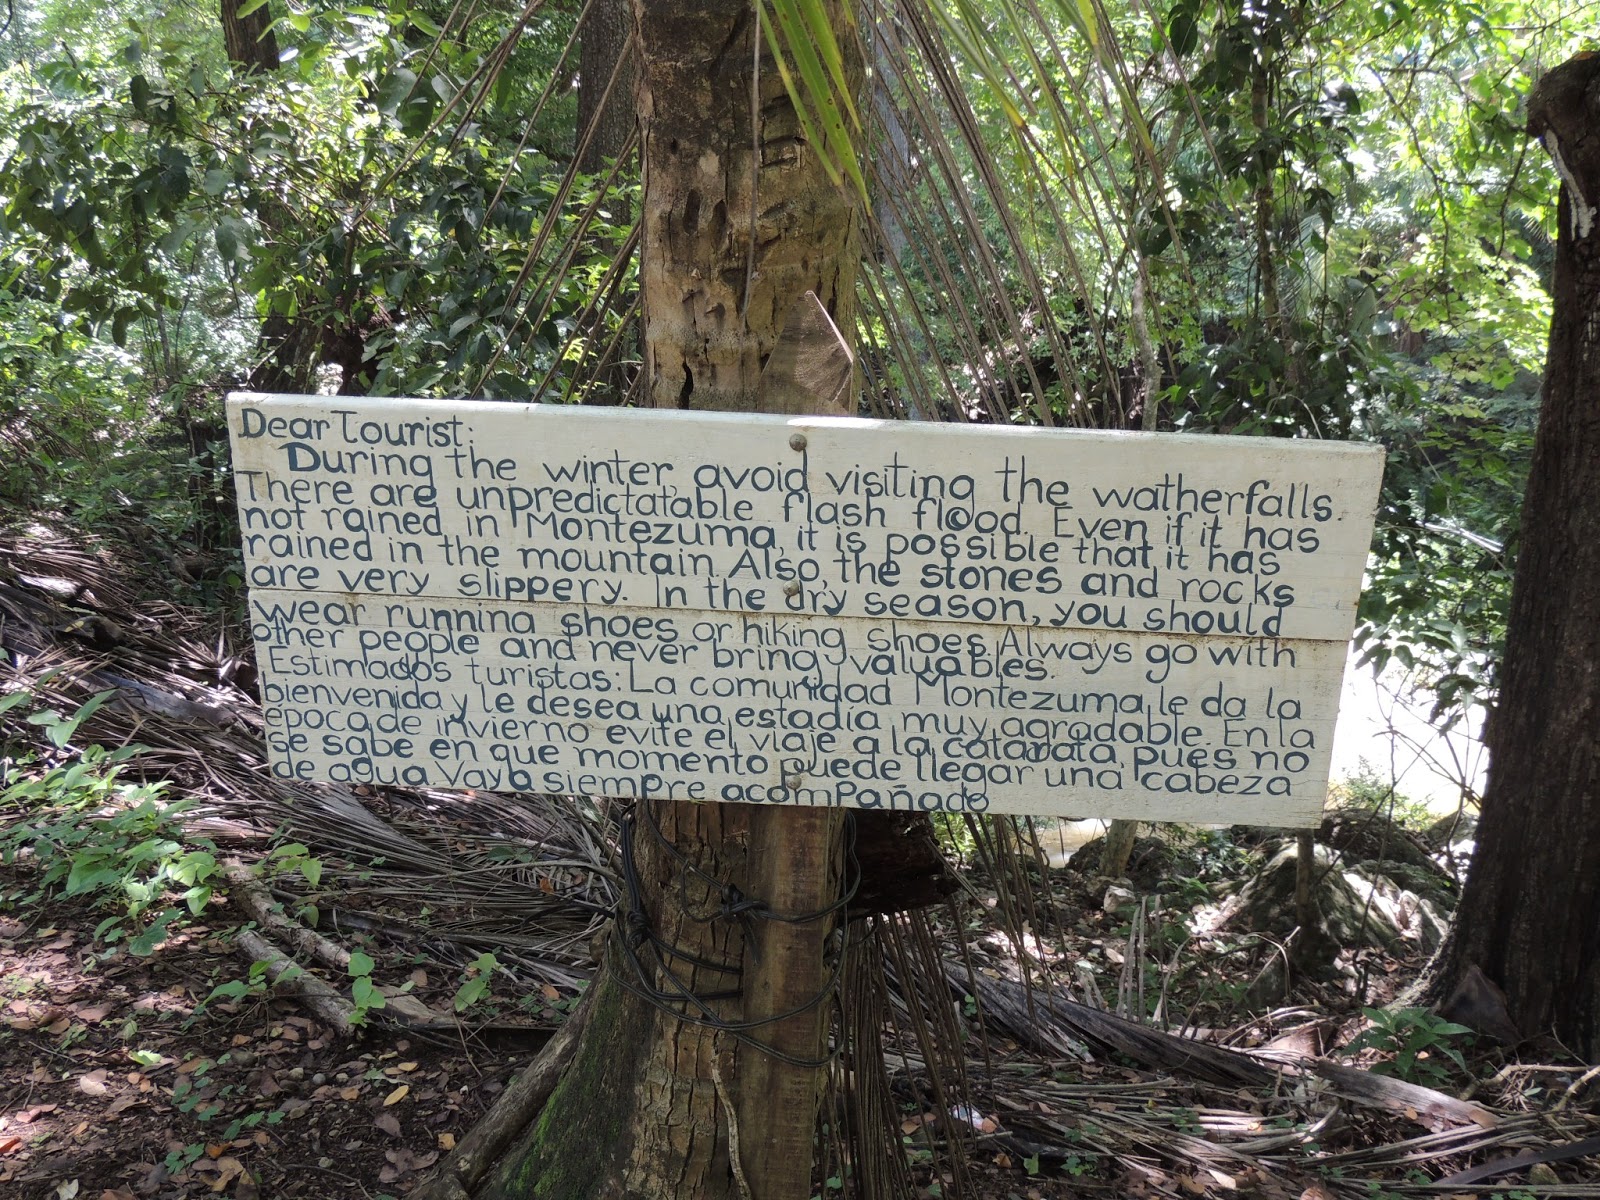 Dear Tourist:
During the winter, avoid visiting the watherfalls.
There are unpredictatable flash flood. Even if it has
not rained in Montezuma, it is possible that it has
rained in the mountain. Also, the stones and rocks
are very slippery. In the dry season, you should
wear running shoes or hiking shoes. Always go with
other people and never bring valuables.
Estimados turistas: La comunidad Montezuma, le da la
bienvenida y le desea una estadía muy agradable. En la
epoca de invierno evite el viaje a la catarata, pues no
se sabe en que momento puede llegar una cabeza
de agua. Vaya siempre acompañado